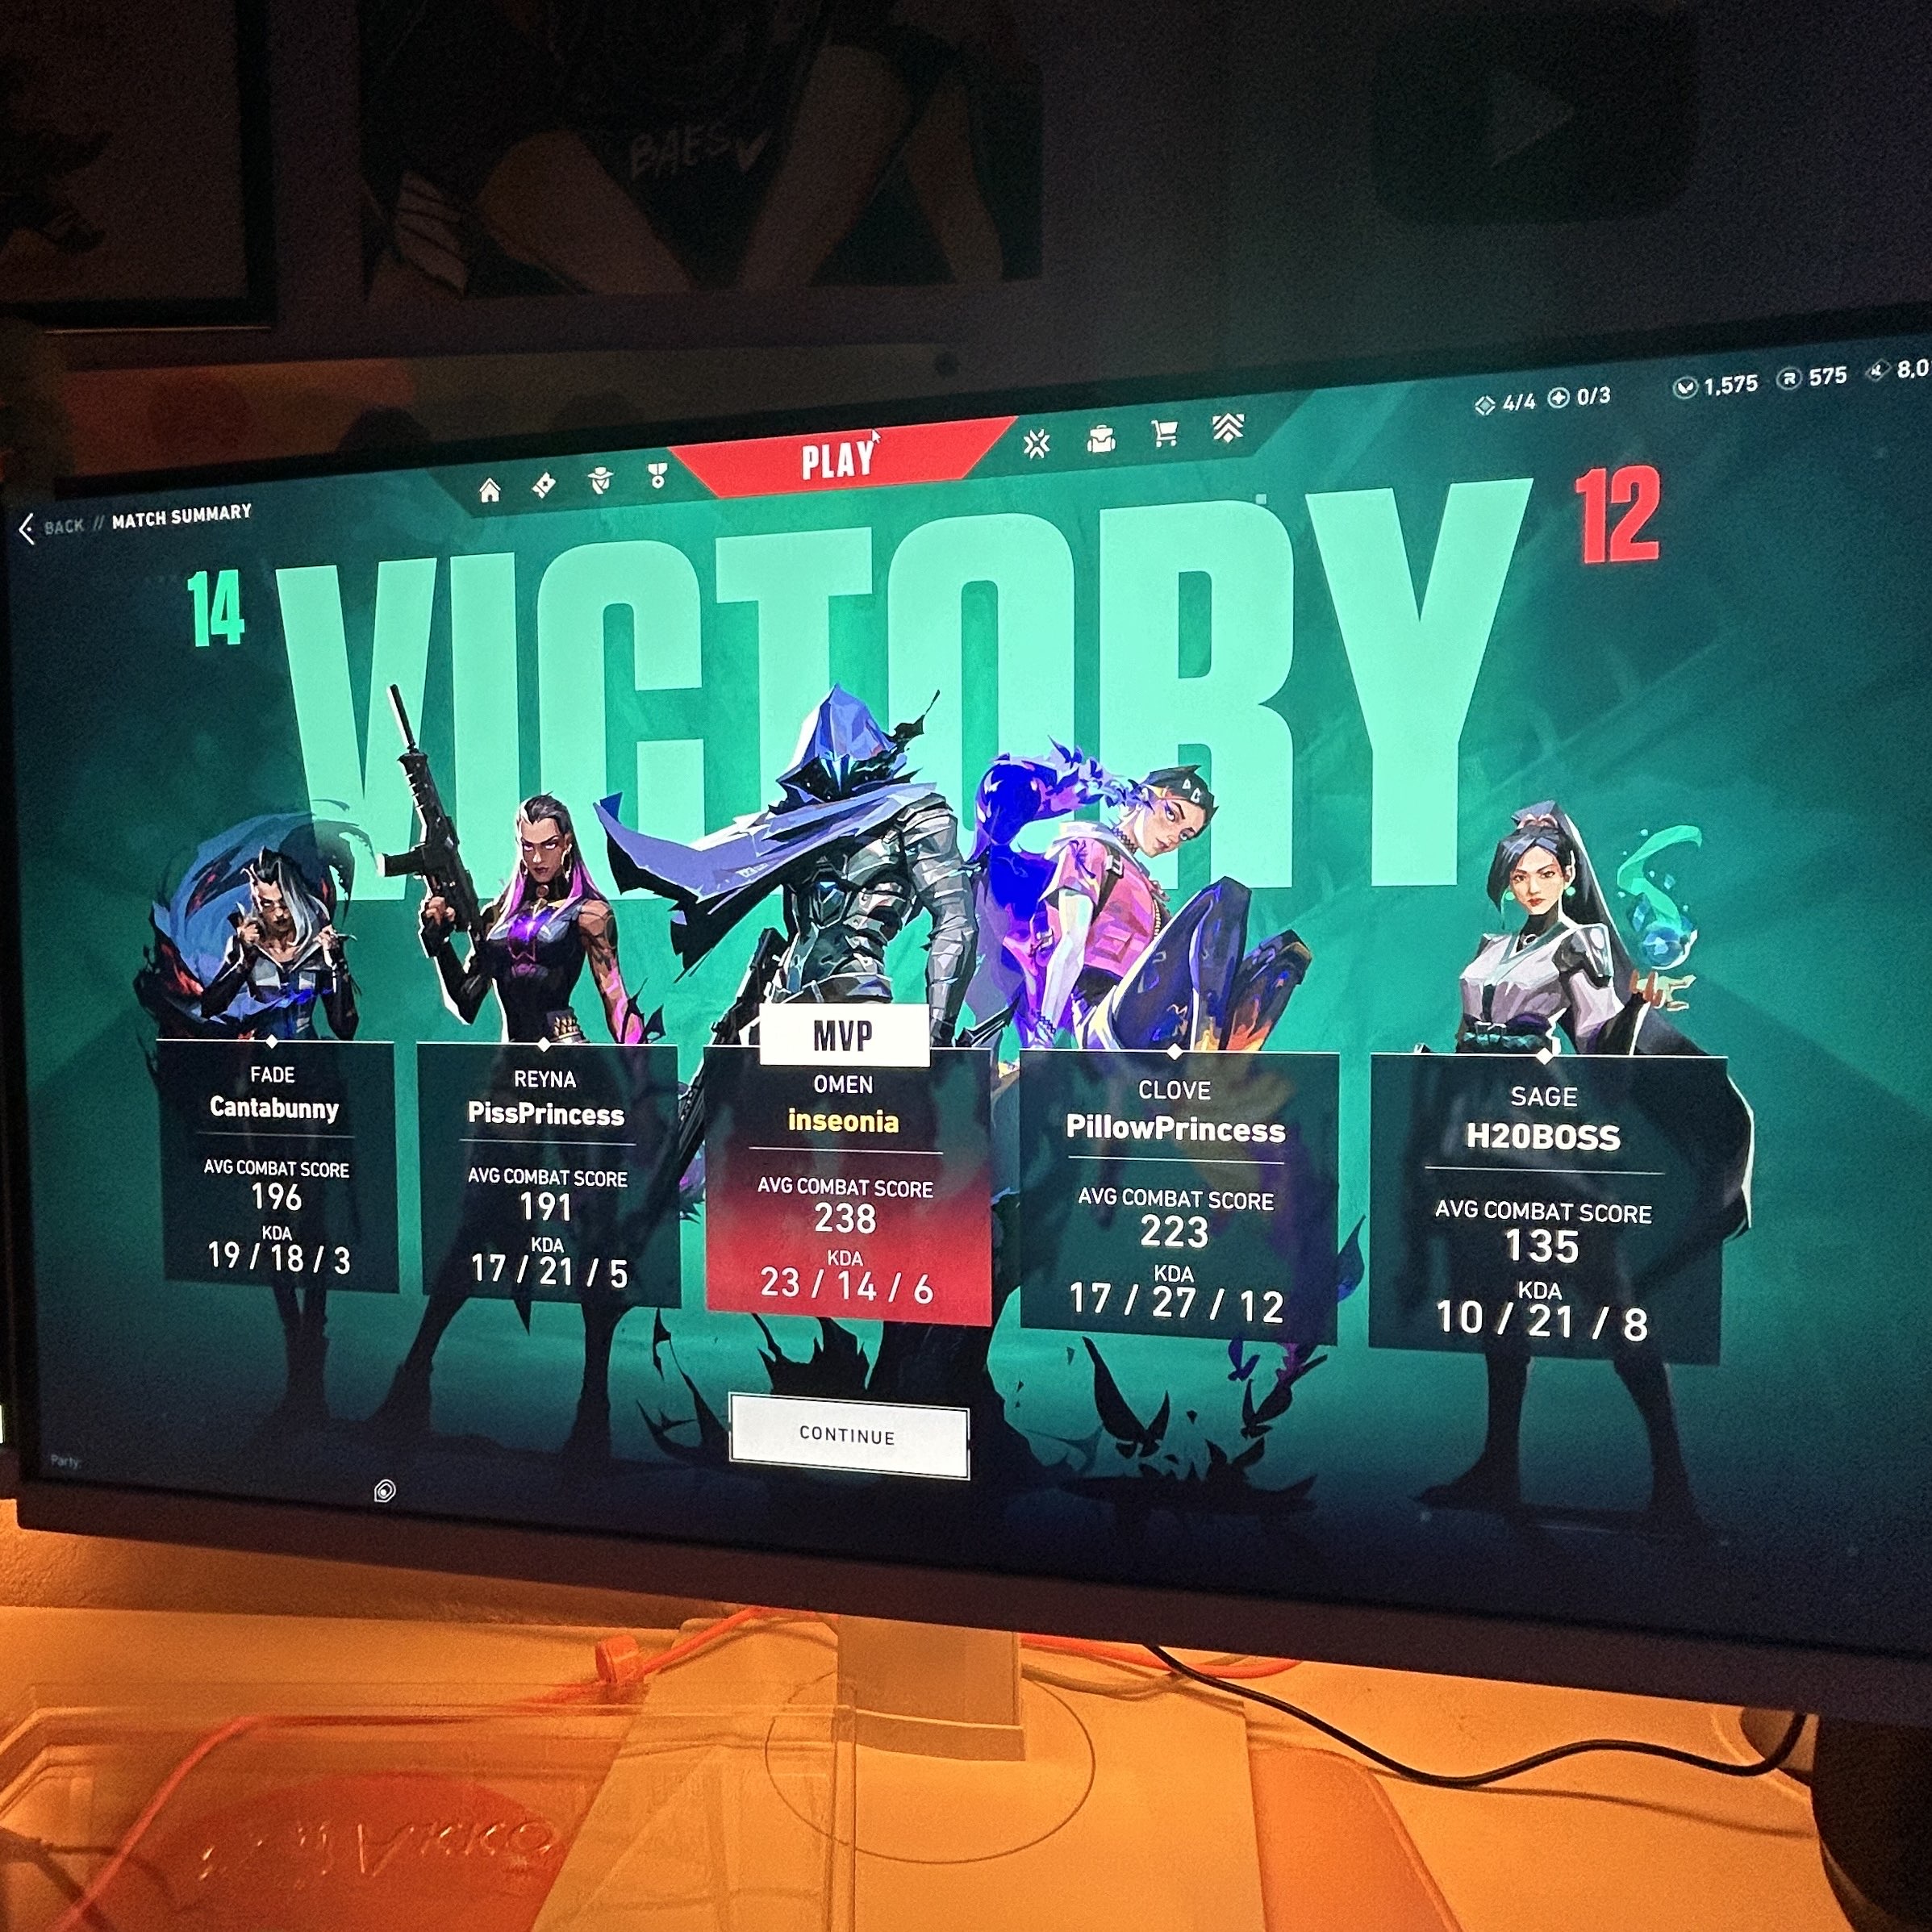 BAES
4/4 0/3 1,575 R 575 8,0
PLAY
BACK // MATCH SUMMARY
14
VICTORY
12
MVP
FADE
Cantabunny
AVG COMBAT SCORE
196
KDA
19 / 18 / 3
REYNA
PissPrincess
AVG COMBAT SCORE
191
KDA
17 / 21 / 5
OMEN
inseonia
AVG COMBAT SCORE
238
KDA
23 / 14 / 6
CLOVE
PillowPrincess
AVG COMBAT SCORE
223
KDA
17 / 27 / 12
SAGE
H20BOSS
AVG COMBAT SCORE
135
KDA
10 / 21 / 8
CONTINUE
Party: